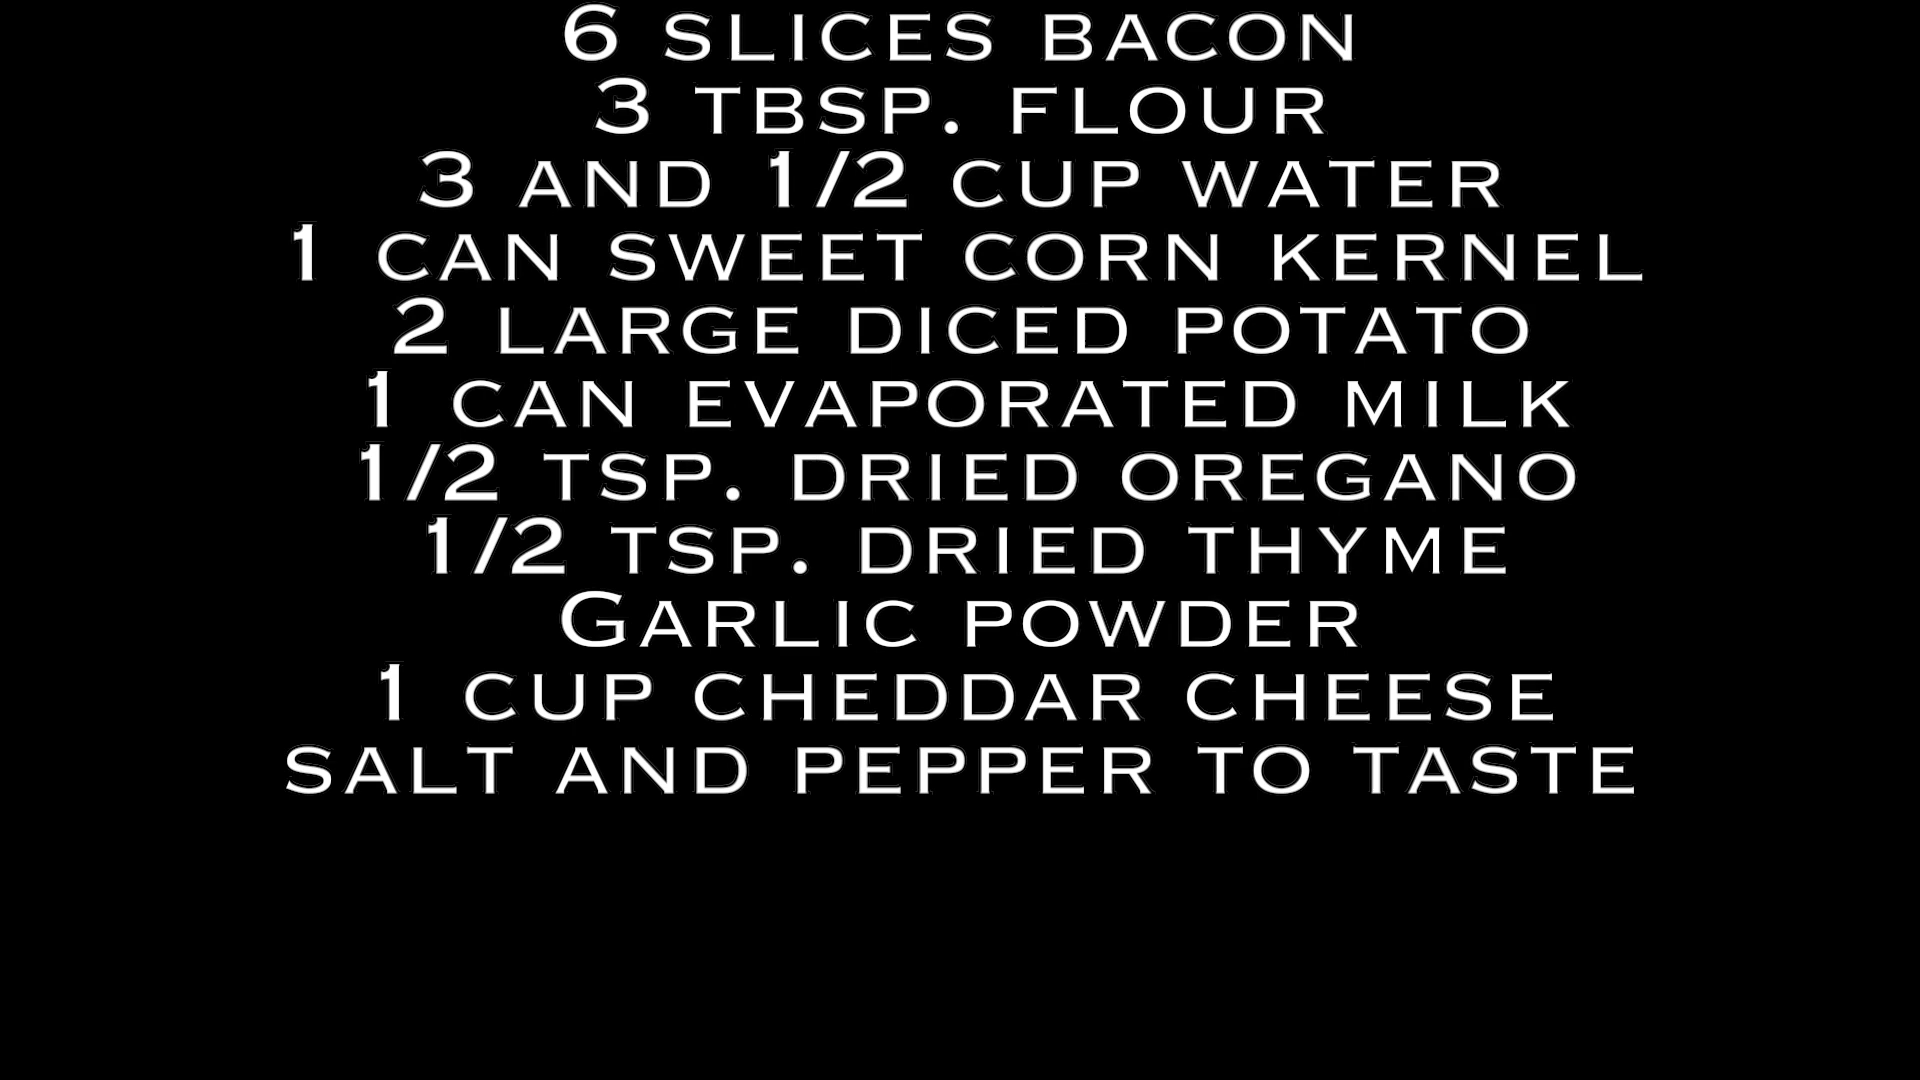 6 SLICES BACON
3 TBSP. FLOUR
3 AND 1/2 CUP WATER
1 CAN SWEET CORN KERNEL
2 LARGE DICED POTATO
1 CAN EVAPORATED MILK
1/2 TSP. DRIED OREGANO
1/2 TSP. DRIED THYME
GARLIC POWDER
1 CUP CHEDDAR CHEESE
SALT AND PEPPER TO TASTE